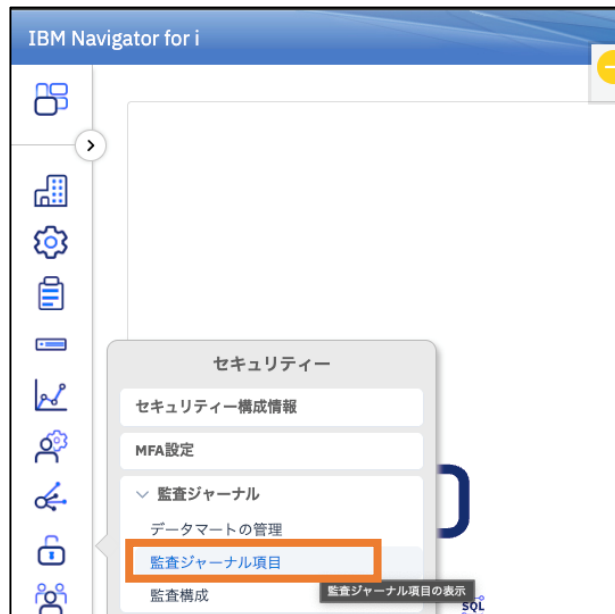 IBM Navigator for i
セキュリティー
セキュリティー構成情報
MFA設定
監査ジャーナル
データマートの管理
監査ジャーナル項目
監査ジャーナル項目の表示
監査構成
SQL